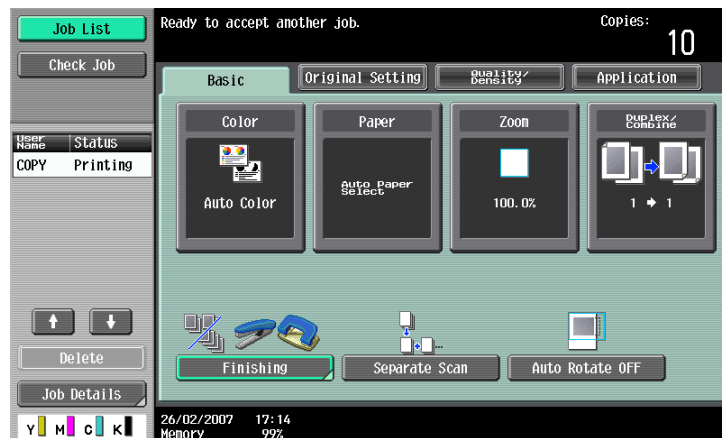 Job List
Check Job
User Name Status
COPY Printing
Delete
Job Details
Y M C K
Ready to accept another job.
Copies:
10
Basic
Original Setting
Quality/
Density
Application
Color
Auto Color
Paper
Auto Paper
Select
Zoom
100.0%
Duplex/
Combine
1 → 1
Finishing
Separate Scan
Auto Rotate OFF
26/02/2007 17:14
Memory 99%